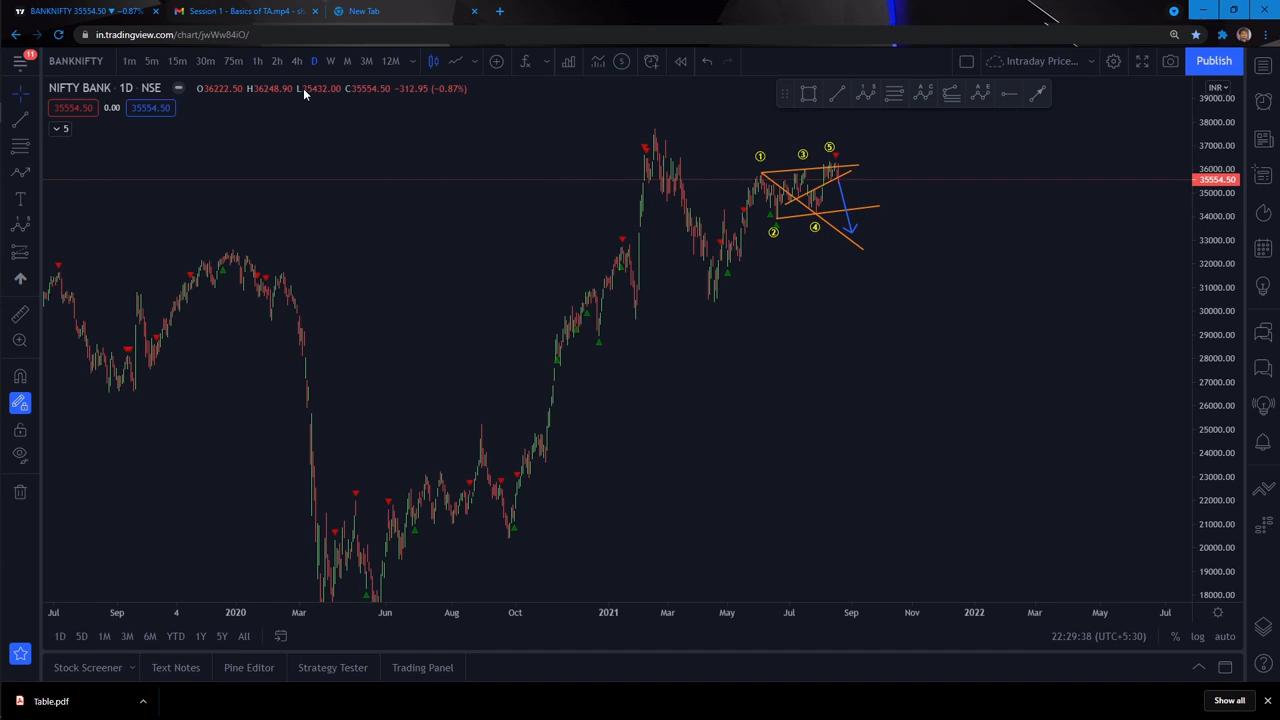 BANKNIFTY 35554.50 ▼ −0.87%
Session 1 - Basics of TA.mp4 - sh
New Tab
in.tradingview.com/chart/jwWw84iO/
11
BANKNIFTY 1m 5m 15m 30m 75m 1h 2h 4h D W M 3M 12M Intraday Price... Publish
NIFTY BANK · 1D · NSE O36222.50 H36248.90 L35432.00 C35554.50 −312.95 (−0.87%)
INR
35554.50 0.00 35554.50
5
39000.00
38000.00
37000.00
36000.00
35554.50
35000.00
34000.00
33000.00
32000.00
31000.00
30000.00
29000.00
28000.00
27000.00
26000.00
25000.00
24000.00
23000.00
22000.00
21000.00
20000.00
19000.00
18000.00
① ③ ⑤
② ④
Jul Sep 4 2020 Mar Jun Aug Oct 2021 Mar May Jul Sep Nov 2022 Mar May Jul
1D 5D 1M 3M 6M YTD 1Y 5Y All 22:29:38 (UTC+5:30) % log auto
Stock Screener Text Notes Pine Editor Strategy Tester Trading Panel
Table.pdf Show all